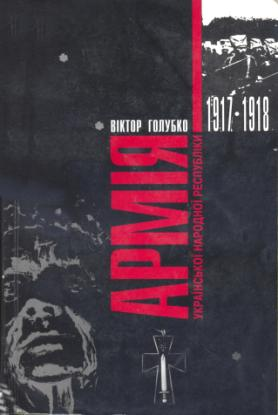 ВІКТОР ГОЛУБКО
АРМІЯ
УКРАЇНСЬКОЇ НАРОДНОЇ РЕСПУБЛІКИ
1917·1918